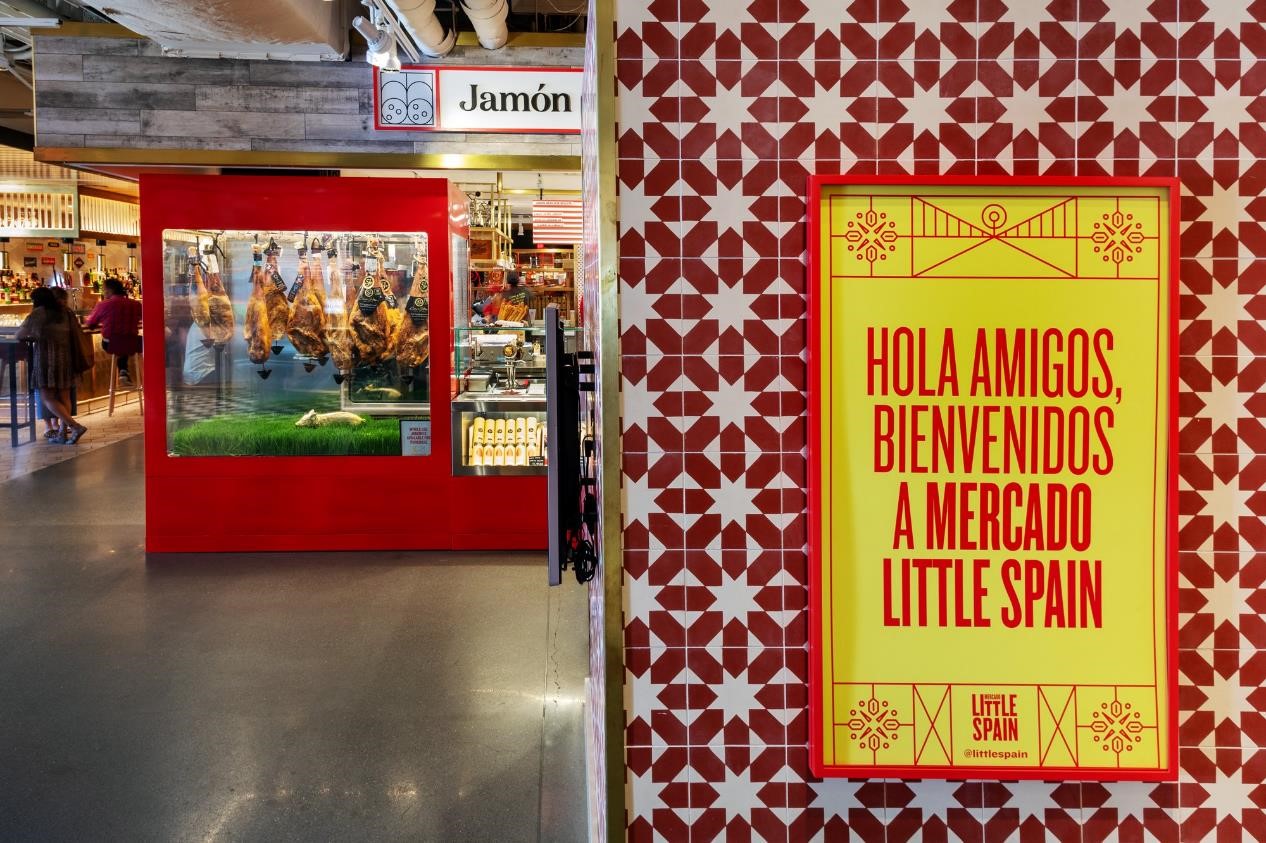 Jamón
HOLA AMIGOS,
BIENVENIDOS
A MERCADO
LITTLE SPAIN
MERCADO
LITTLE
SPAIN
@littlespain